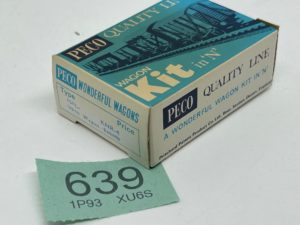 PECO QUALITY LINE
WAGON
Kit
in 'N'
PECO
WONDERFUL WAGONS
Type
Price
PECO
QUALITY LINE
A WONDERFUL WAGON KIT IN 'N'
639
1P93 XU6S